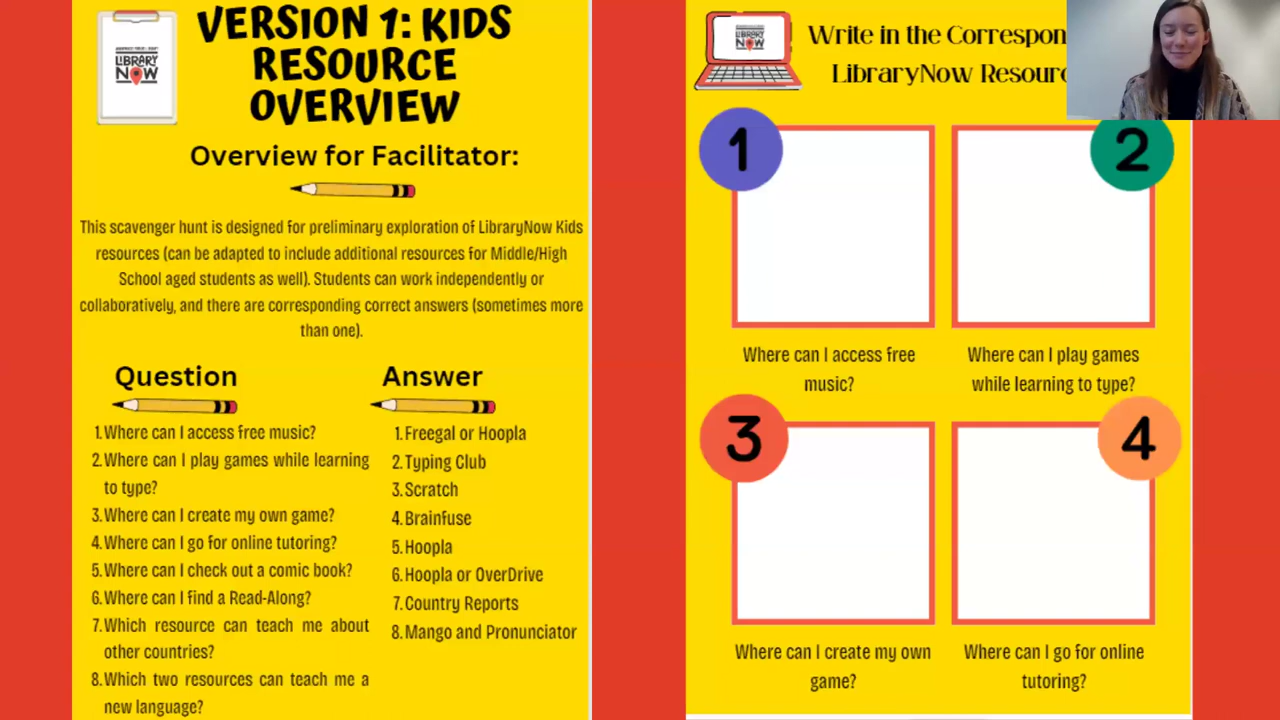 LIBRARY
NOW
VERSION 1: KIDS
RESOURCE
OVERVIEW
Overview for Facilitator:
This scavenger hunt is designed for preliminary exploration of LibraryNow Kids
resources (can be adapted to include additional resources for Middle/High
School aged students as well). Students can work independently or
collaboratively, and there are corresponding correct answers (sometimes more
than one).
Question
1. Where can I access free music?
2. Where can I play games while learning
to type?
3. Where can I create my own game?
4. Where can I go for online tutoring?
5. Where can I check out a comic book?
6. Where can I find a Read-Along?
7. Which resource can teach me about
other countries?
8. Which two resources can teach me a
new language?
Answer
1. Freegal or Hoopla
2. Typing Club
3. Scratch
4. Brainfuse
5. Hoopla
6. Hoopla or OverDrive
7. Country Reports
8. Mango and Pronunciator
LIBRARY
NOW
Write in the Correspon
LibraryNow Resourc
1
2
Where can I access free
music?
Where can I play games
while learning to type?
3
4
Where can I create my own
game?
Where can I go for online
tutoring?